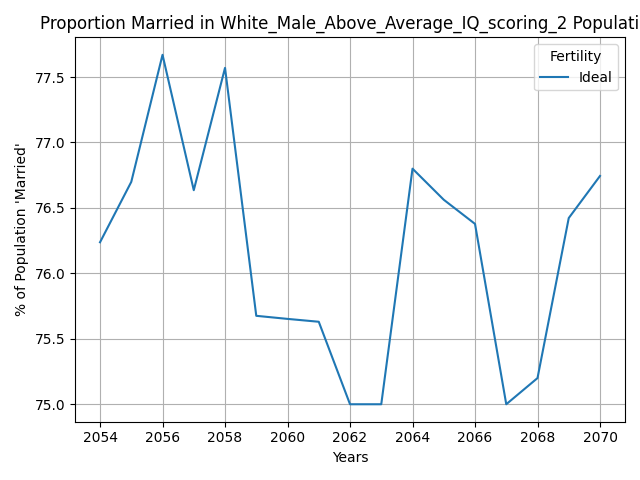 Proportion Married in White_Male_Above_Average_IQ_scoring_2 Populati
Fertility
Ideal
77.5
77.0
76.5
76.0
75.5
75.0
% of Population 'Married'
2054 2056 2058 2060 2062 2064 2066 2068 2070
Years